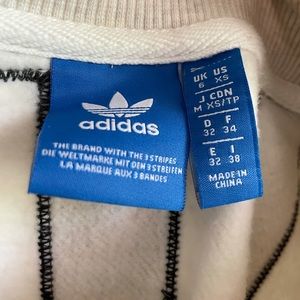 adidas
THE BRAND WITH THE 3 STRIPES
DIE WELTMARKE MIT DEN 3 STREIFEN
LA MARQUE AUX 3 BANDES
UK US
6 XS
J CDN
M XS/TP
D F
32 34
E I
32 38
MADE IN
CHINA